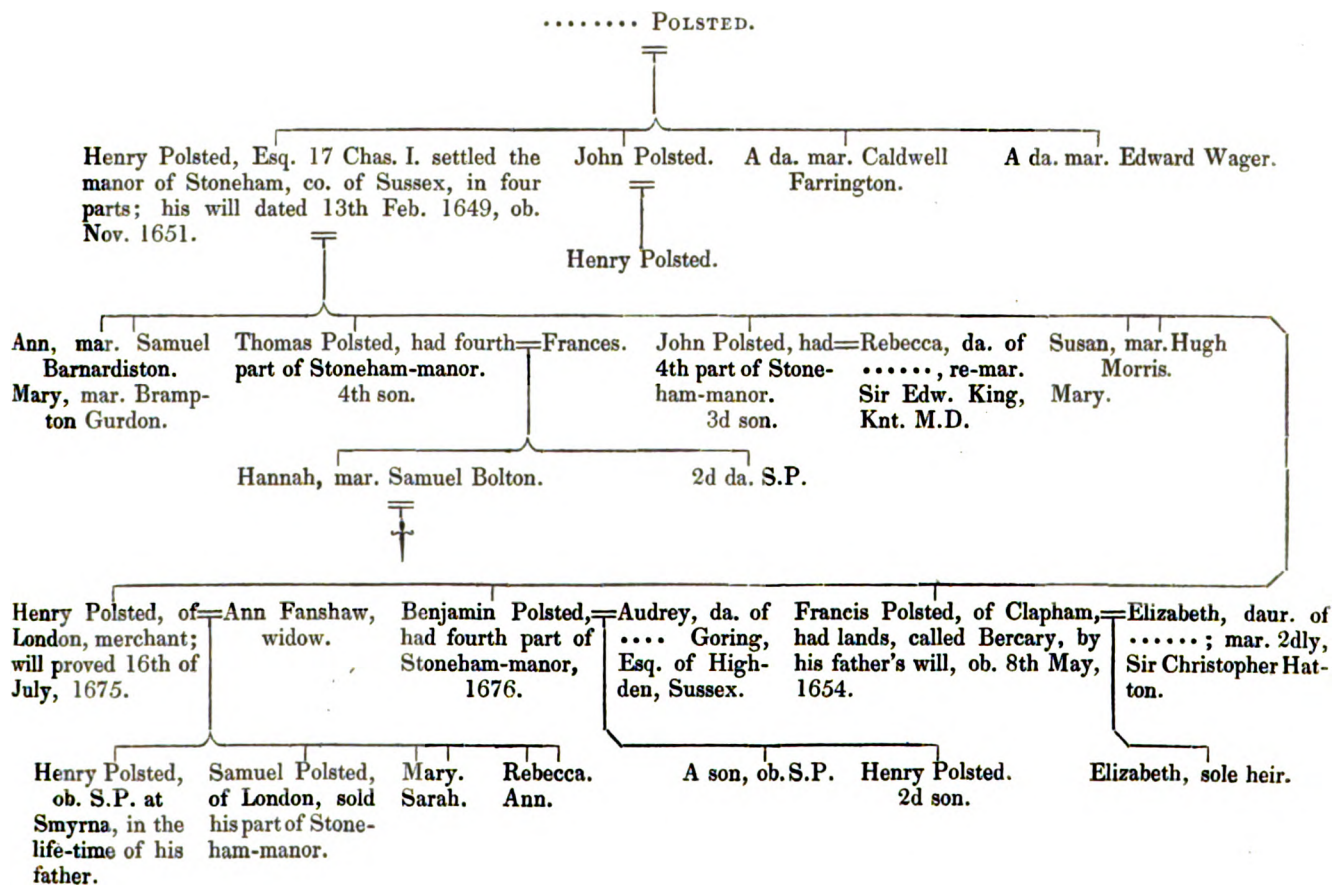 ········ POLSTED.
Henry Polsted, Esq. 17 Chas. I. settled the
manor of Stoneham, co. of Sussex, in four
parts; his will dated 13th Feb. 1649, ob.
Nov. 1651.
John Polsted.
A da. mar. Caldwell
Farrington.
A da. mar. Edward Wager.
Henry Polsted.
Ann, mar. Samuel
Barnardiston.
Mary, mar. Bramp-
ton Gurdon.
Thomas Polsted, had fourth
part of Stoneham-manor.
4th son.
Frances.
John Polsted, had
4th part of Stone-
ham-manor.
3d son.
Rebecca, da. of
······, re-mar.
Sir Edw. King,
Knt. M.D.
Susan, mar. Hugh
Morris.
Mary.
Hannah, mar. Samuel Bolton.
2d da. S.P.
Henry Polsted, of
London, merchant;
will proved 16th of
July, 1675.
Ann Fanshaw,
widow.
Benjamin Polsted,
had fourth part of
Stoneham-manor,
1676.
Audrey, da. of
···· Goring,
Esq. of High-
den, Sussex.
Francis Polsted, of Clapham,
had lands, called Bercary, by
his father's will, ob. 8th May,
1654.
Elizabeth, daur. of
······; mar. 2dly,
Sir Christopher Hat-
ton.
Henry Polsted,
ob. S.P. at
Smyrna, in the
life-time of his
father.
Samuel Polsted,
of London, sold
his part of Stone-
ham-manor.
Mary.
Sarah.
Rebecca.
Ann.
A son, ob. S.P.
Henry Polsted.
2d son.
Elizabeth, sole heir.